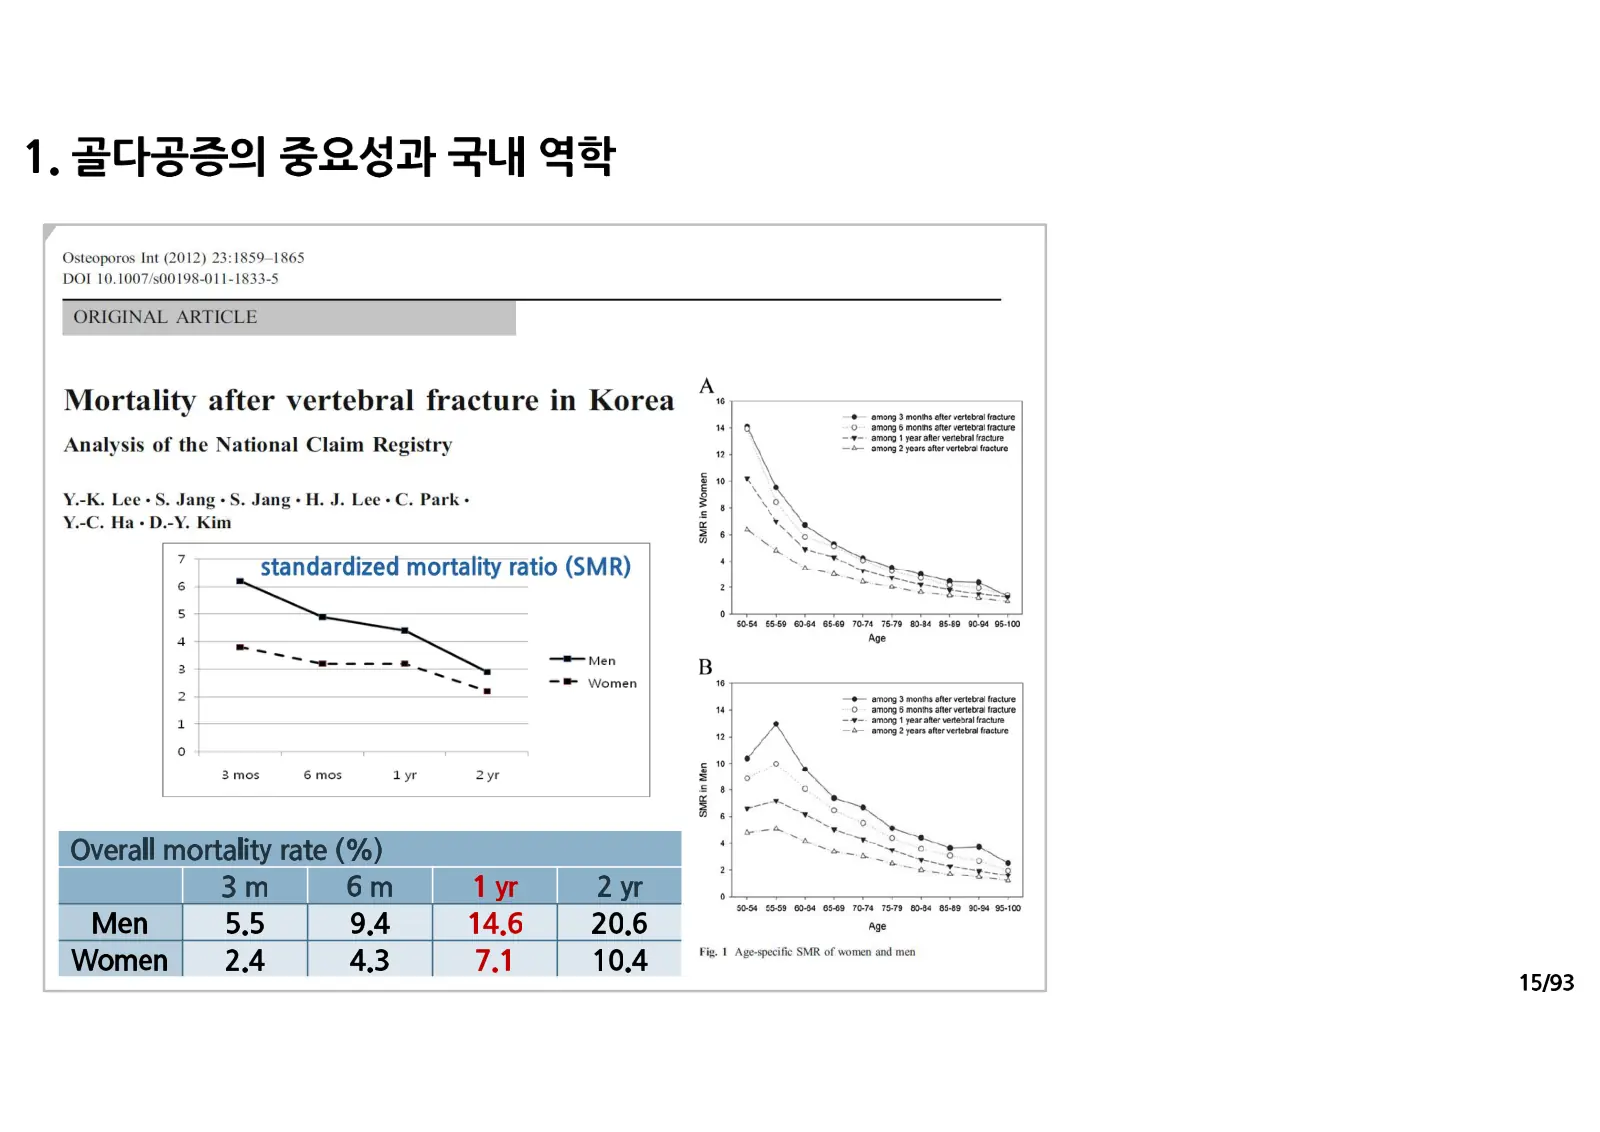 1. 골다공증의 중요성과 국내 역학
Osteoporos Int (2012) 23:1859–1865
DOI 10.1007/s00198-011-1833-5
ORIGINAL ARTICLE
Mortality after vertebral fracture in Korea
Analysis of the National Claim Registry
Y.-K. Lee · S. Jang · S. Jang · H. J. Lee · C. Park ·
Y.-C. Ha · D.-Y. Kim
standardized mortality ratio (SMR)
7
6
5
4
3
2
1
0
3 mos 6 mos 1 yr 2 yr
Men
Women
Overall mortality rate (%)
3 m 6 m 1 yr 2 yr
Men 5.5 9.4 14.6 20.6
Women 2.4 4.3 7.1 10.4
A
SMR in Women
16
14
12
10
8
6
4
2
0
among 3 months after vertebral fracture
among 6 months after vertebral fracture
among 1 year after vertebral fracture
among 2 years after vertebral fracture
50-54 55-59 60-64 65-69 70-74 75-79 80-84 85-89 90-94 95-100
Age
B
SMR in Men
16
14
12
10
8
6
4
2
0
among 3 months after vertebral fracture
among 6 months after vertebral fracture
among 1 year after vertebral fracture
among 2 years after vertebral fracture
50-54 55-59 60-64 65-69 70-74 75-79 80-84 85-89 90-94 95-100
Age
Fig. 1 Age-specific SMR of women and men
15/93